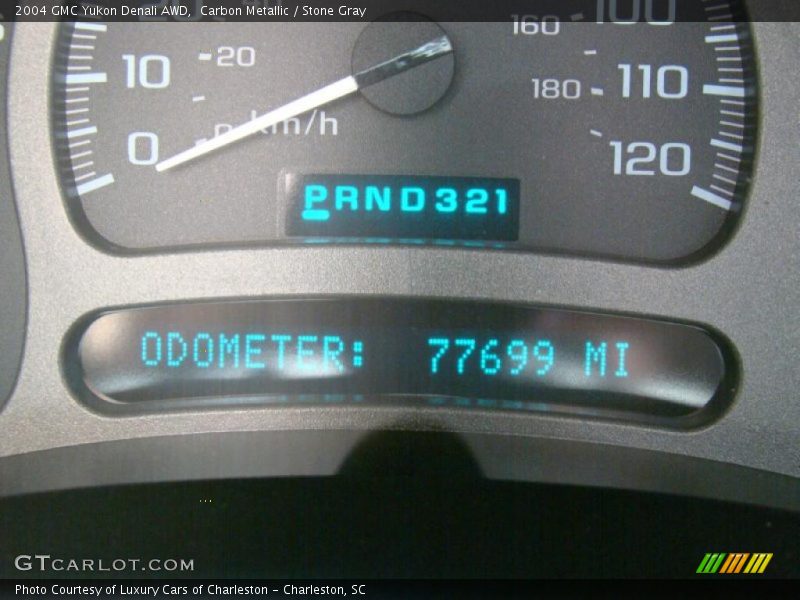 2004 GMC Yukon Denali AWD, Carbon Metallic / Stone Gray
100
160
20
10
180
110
0
0 km/h
120
PRND321
ODOMETER: 77699 MI
GTCARLOT.COM
Photo Courtesy of Luxury Cars of Charleston - Charleston, SC